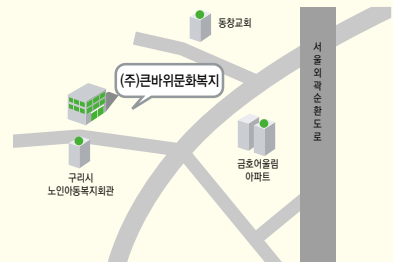 동창교회
(주)큰바위문화복지
서울외곽순환도로
금호어울림
아파트
구리시
노인아동복지회관